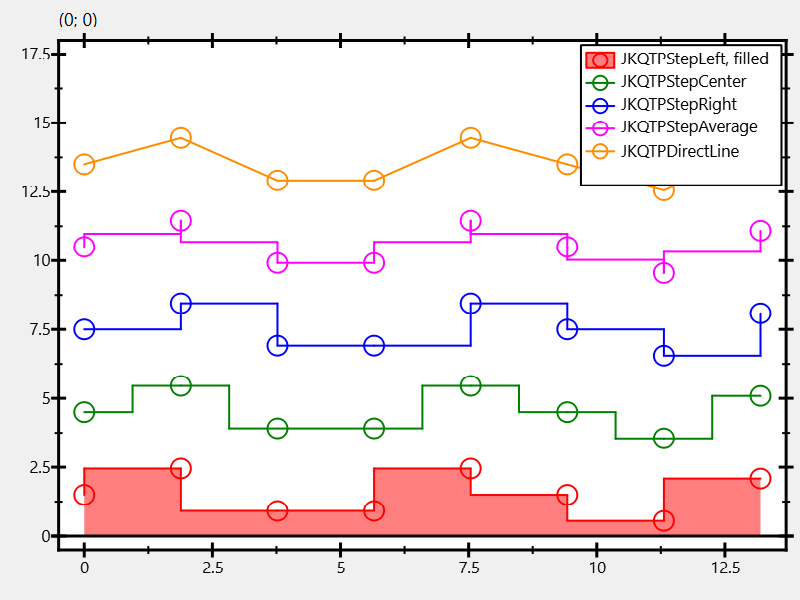 (0; 0)
17.5
15
12.5
10
7.5
5
2.5
0
JKQTPStepLeft, filled
JKQTPStepCenter
JKQTPStepRight
JKQTPStepAverage
JKQTPDirectLine
0 2.5 5 7.5 10 12.5